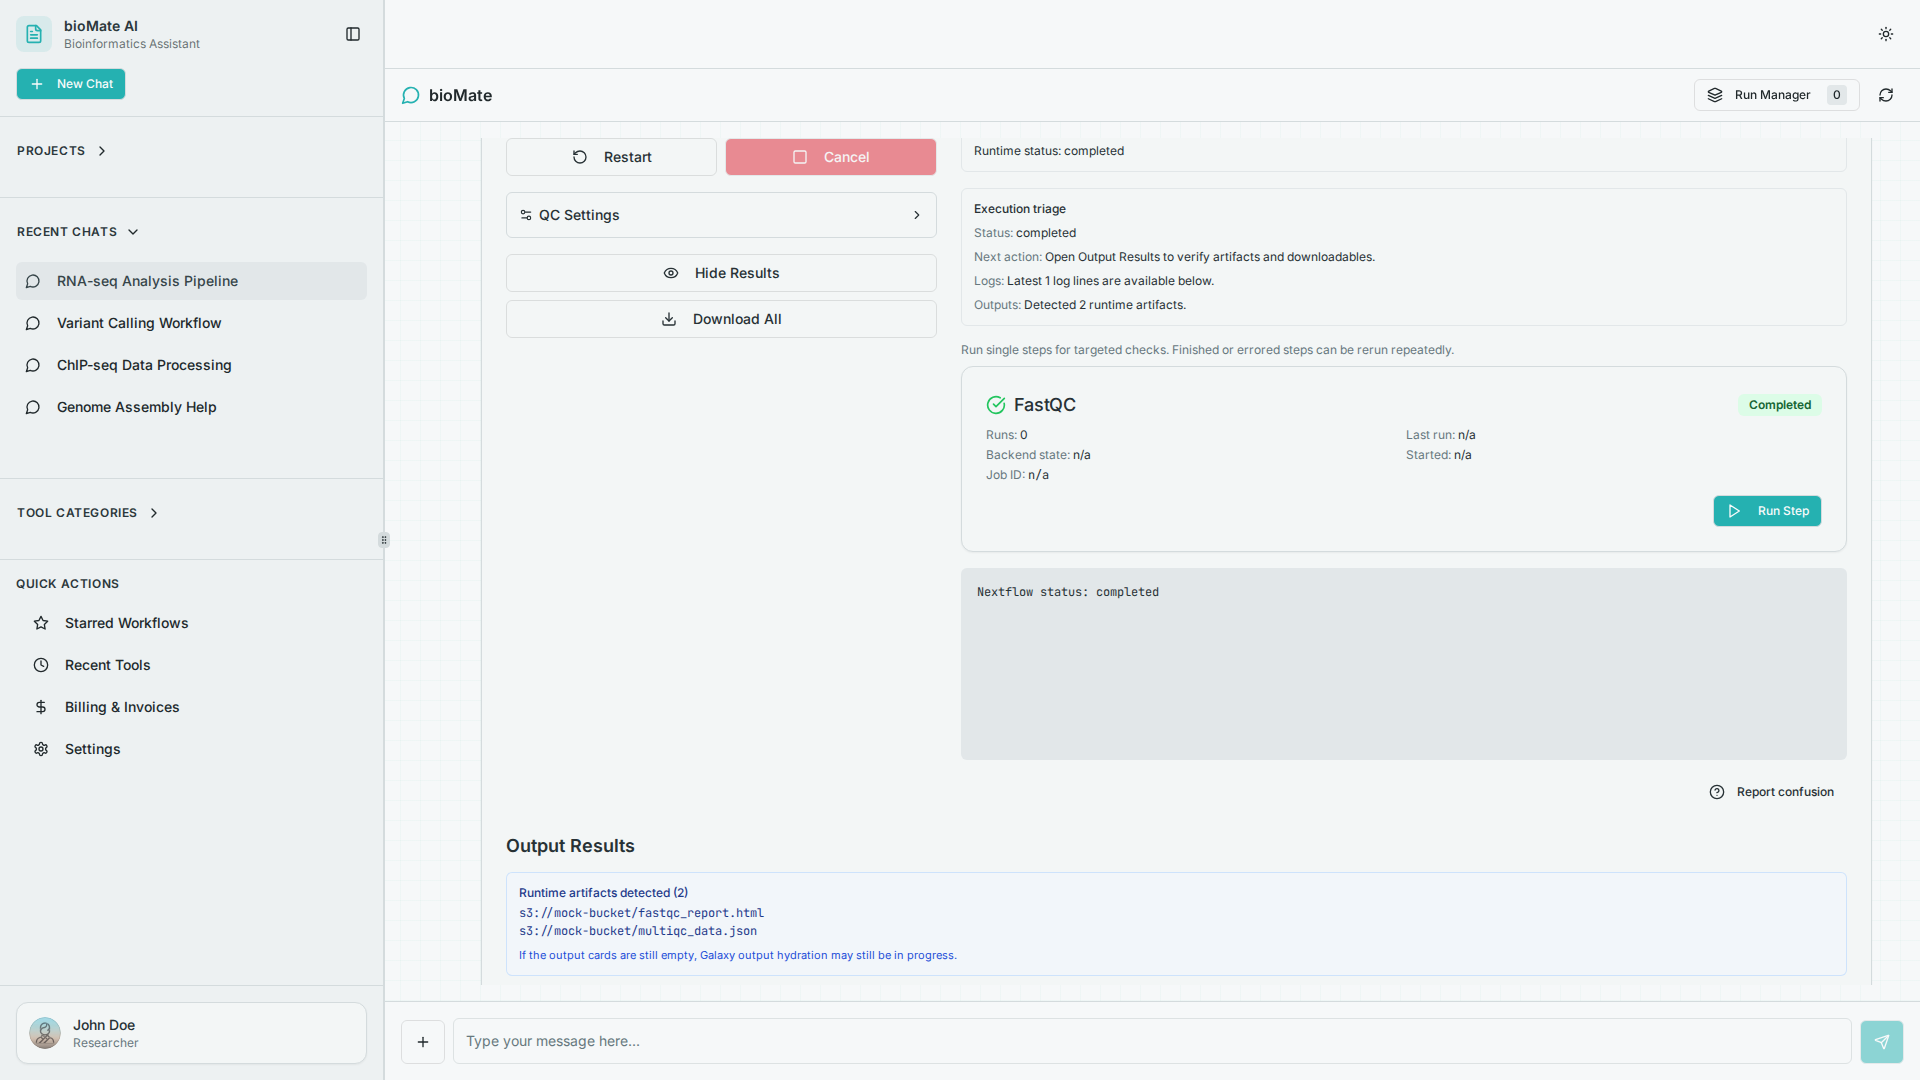 bioMate AI
Bioinformatics Assistant
New Chat
PROJECTS
RECENT CHATS
RNA-seq Analysis Pipeline
Variant Calling Workflow
ChIP-seq Data Processing
Genome Assembly Help
TOOL CATEGORIES
QUICK ACTIONS
Starred Workflows
Recent Tools
Billing & Invoices
Settings
John Doe
Researcher
bioMate
Run Manager 0
Restart
Cancel
QC Settings
Hide Results
Download All
Runtime status: completed
Execution triage
Status: completed
Next action: Open Output Results to verify artifacts and downloadables.
Logs: Latest 1 log lines are available below.
Outputs: Detected 2 runtime artifacts.
Run single steps for targeted checks. Finished or errored steps can be rerun repeatedly.
FastQC
Completed
Runs: 0
Last run: n/a
Backend state: n/a
Started: n/a
Job ID: n/a
Run Step
Nextflow status: completed
Report confusion
Output Results
Runtime artifacts detected (2)
s3://mock-bucket/fastqc_report.html
s3://mock-bucket/multiqc_data.json
If the output cards are still empty, Galaxy output hydration may still be in progress.
Type your message here...